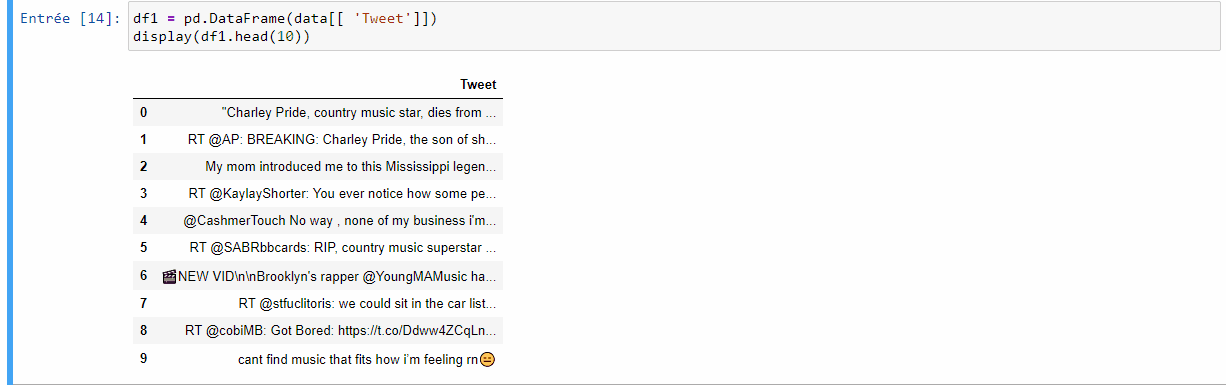 Entrée [14]: df1 = pd.DataFrame(data[[ 'Tweet']])
display(df1.head(10))
Tweet
0 "Charley Pride, country music star, dies from ...
1 RT @AP: BREAKING: Charley Pride, the son of sh...
2 My mom introduced me to this Mississippi legen...
3 RT @KaylayShorter: You ever notice how some pe...
4 @CashmerTouch No way , none of my business i'm...
5 RT @SABRbbcards: RIP, country music superstar ...
6 🎬NEW VID\n\nBrooklyn's rapper @YoungMAMusic ha...
7 RT @stfuclitoris: we could sit in the car list...
8 RT @cobiMB: Got Bored: https://t.co/Ddww4ZCqLn...
9 cant find music that fits how i’m feeling rn😑